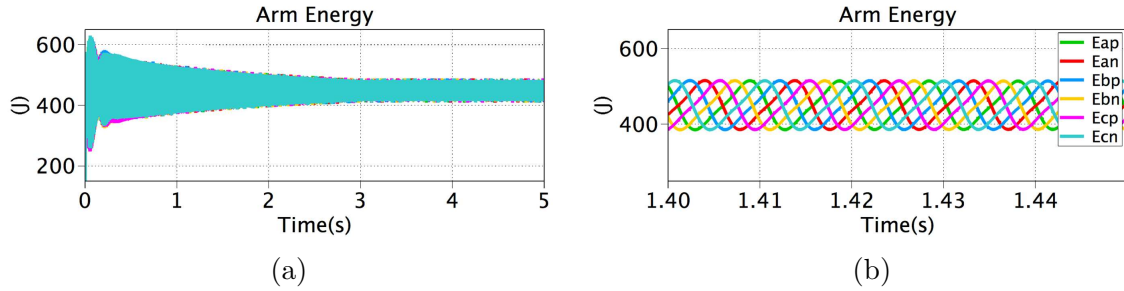 Arm Energy
(J)
600
400
200
0 1 2 3 4 5
Time(s)
(a)
Arm Energy
(J)
600
400
1.40 1.41 1.42 1.43 1.44
Time(s)
Eap
Ean
Ebp
Ebn
Ecp
Ecn
(b)